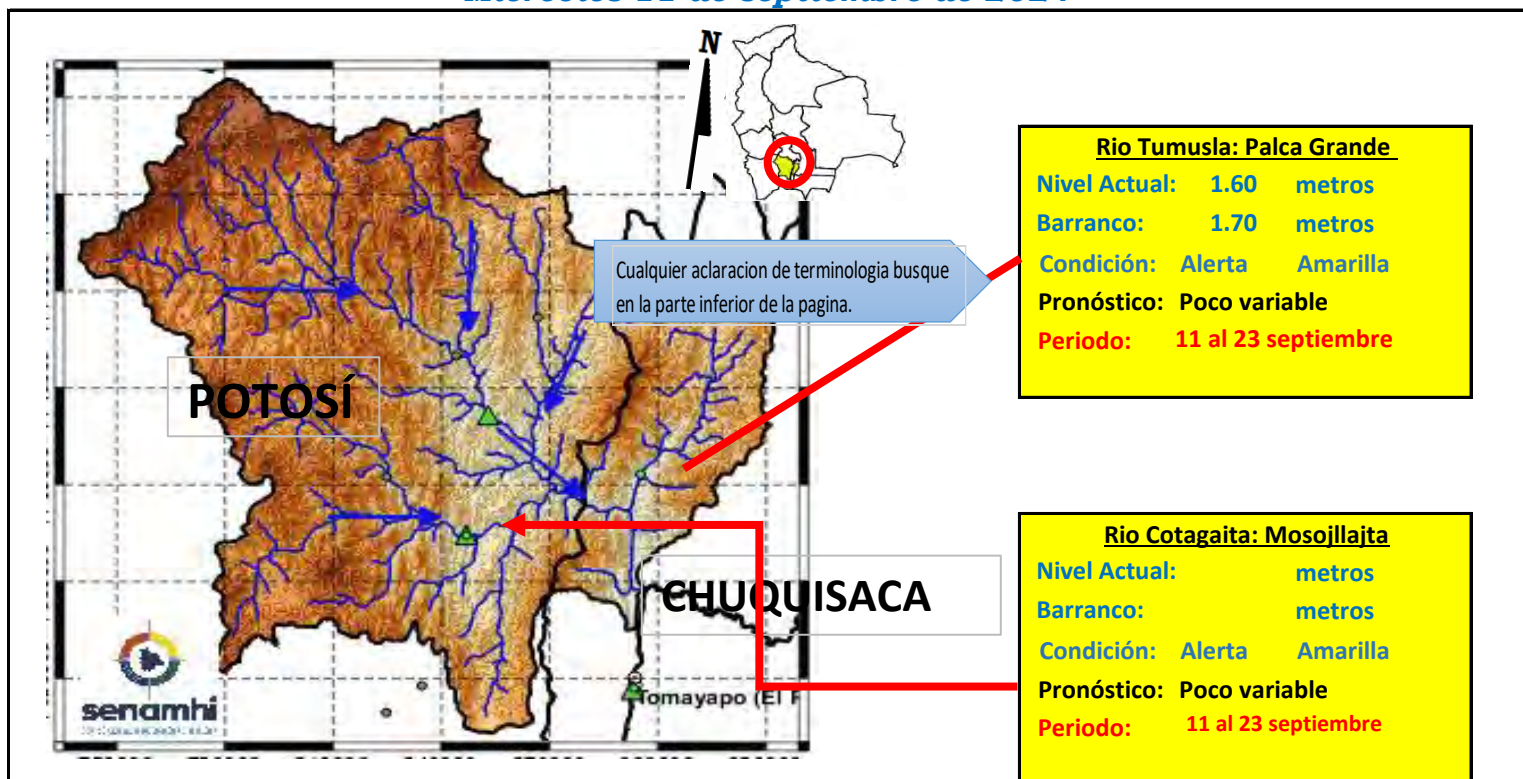 N
Rio Tumusla: Palca Grande
Nivel Actual: 1.60 metros
Barranco: 1.70 metros
Condición: Alerta Amarilla
Pronóstico: Poco variable
Periodo: 11 al 23 septiembre
Cualquier aclaracion de terminologia busque
en la parte inferior de la pagina.
POTOSÍ
CHUQUISACA
Rio Cotagaita: Mosojllajta
Nivel Actual: metros
Barranco: metros
Condición: Alerta Amarilla
Pronóstico: Poco variable
Periodo: 11 al 23 septiembre
senamhi
Tomayapo (El